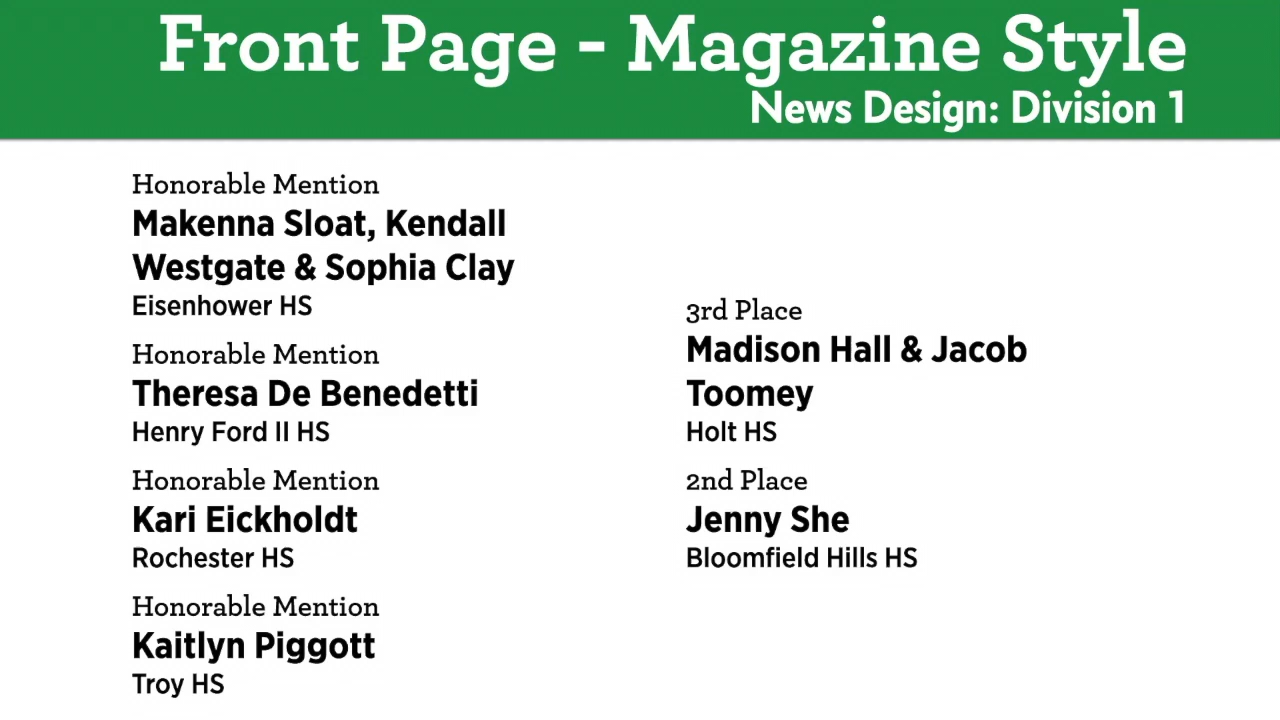 Front Page - Magazine Style
News Design: Division 1
Honorable Mention
Makenna Sloat, Kendall
Westgate & Sophia Clay
Eisenhower HS
Honorable Mention
Theresa De Benedetti
Henry Ford II HS
Honorable Mention
Kari Eickholdt
Rochester HS
Honorable Mention
Kaitlyn Piggott
Troy HS
3rd Place
Madison Hall & Jacob
Toomey
Holt HS
2nd Place
Jenny She
Bloomfield Hills HS